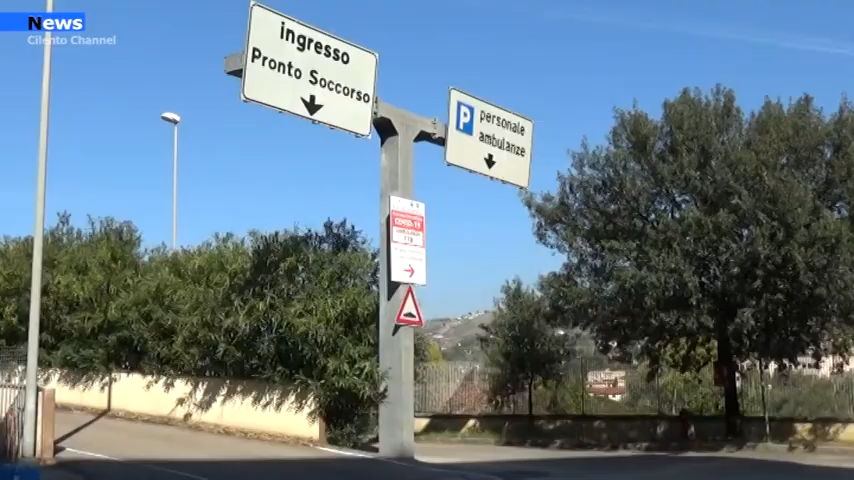 News
Cilento Channel
ingresso
Pronto Soccorso
P personale
ambulanze
COVID-19